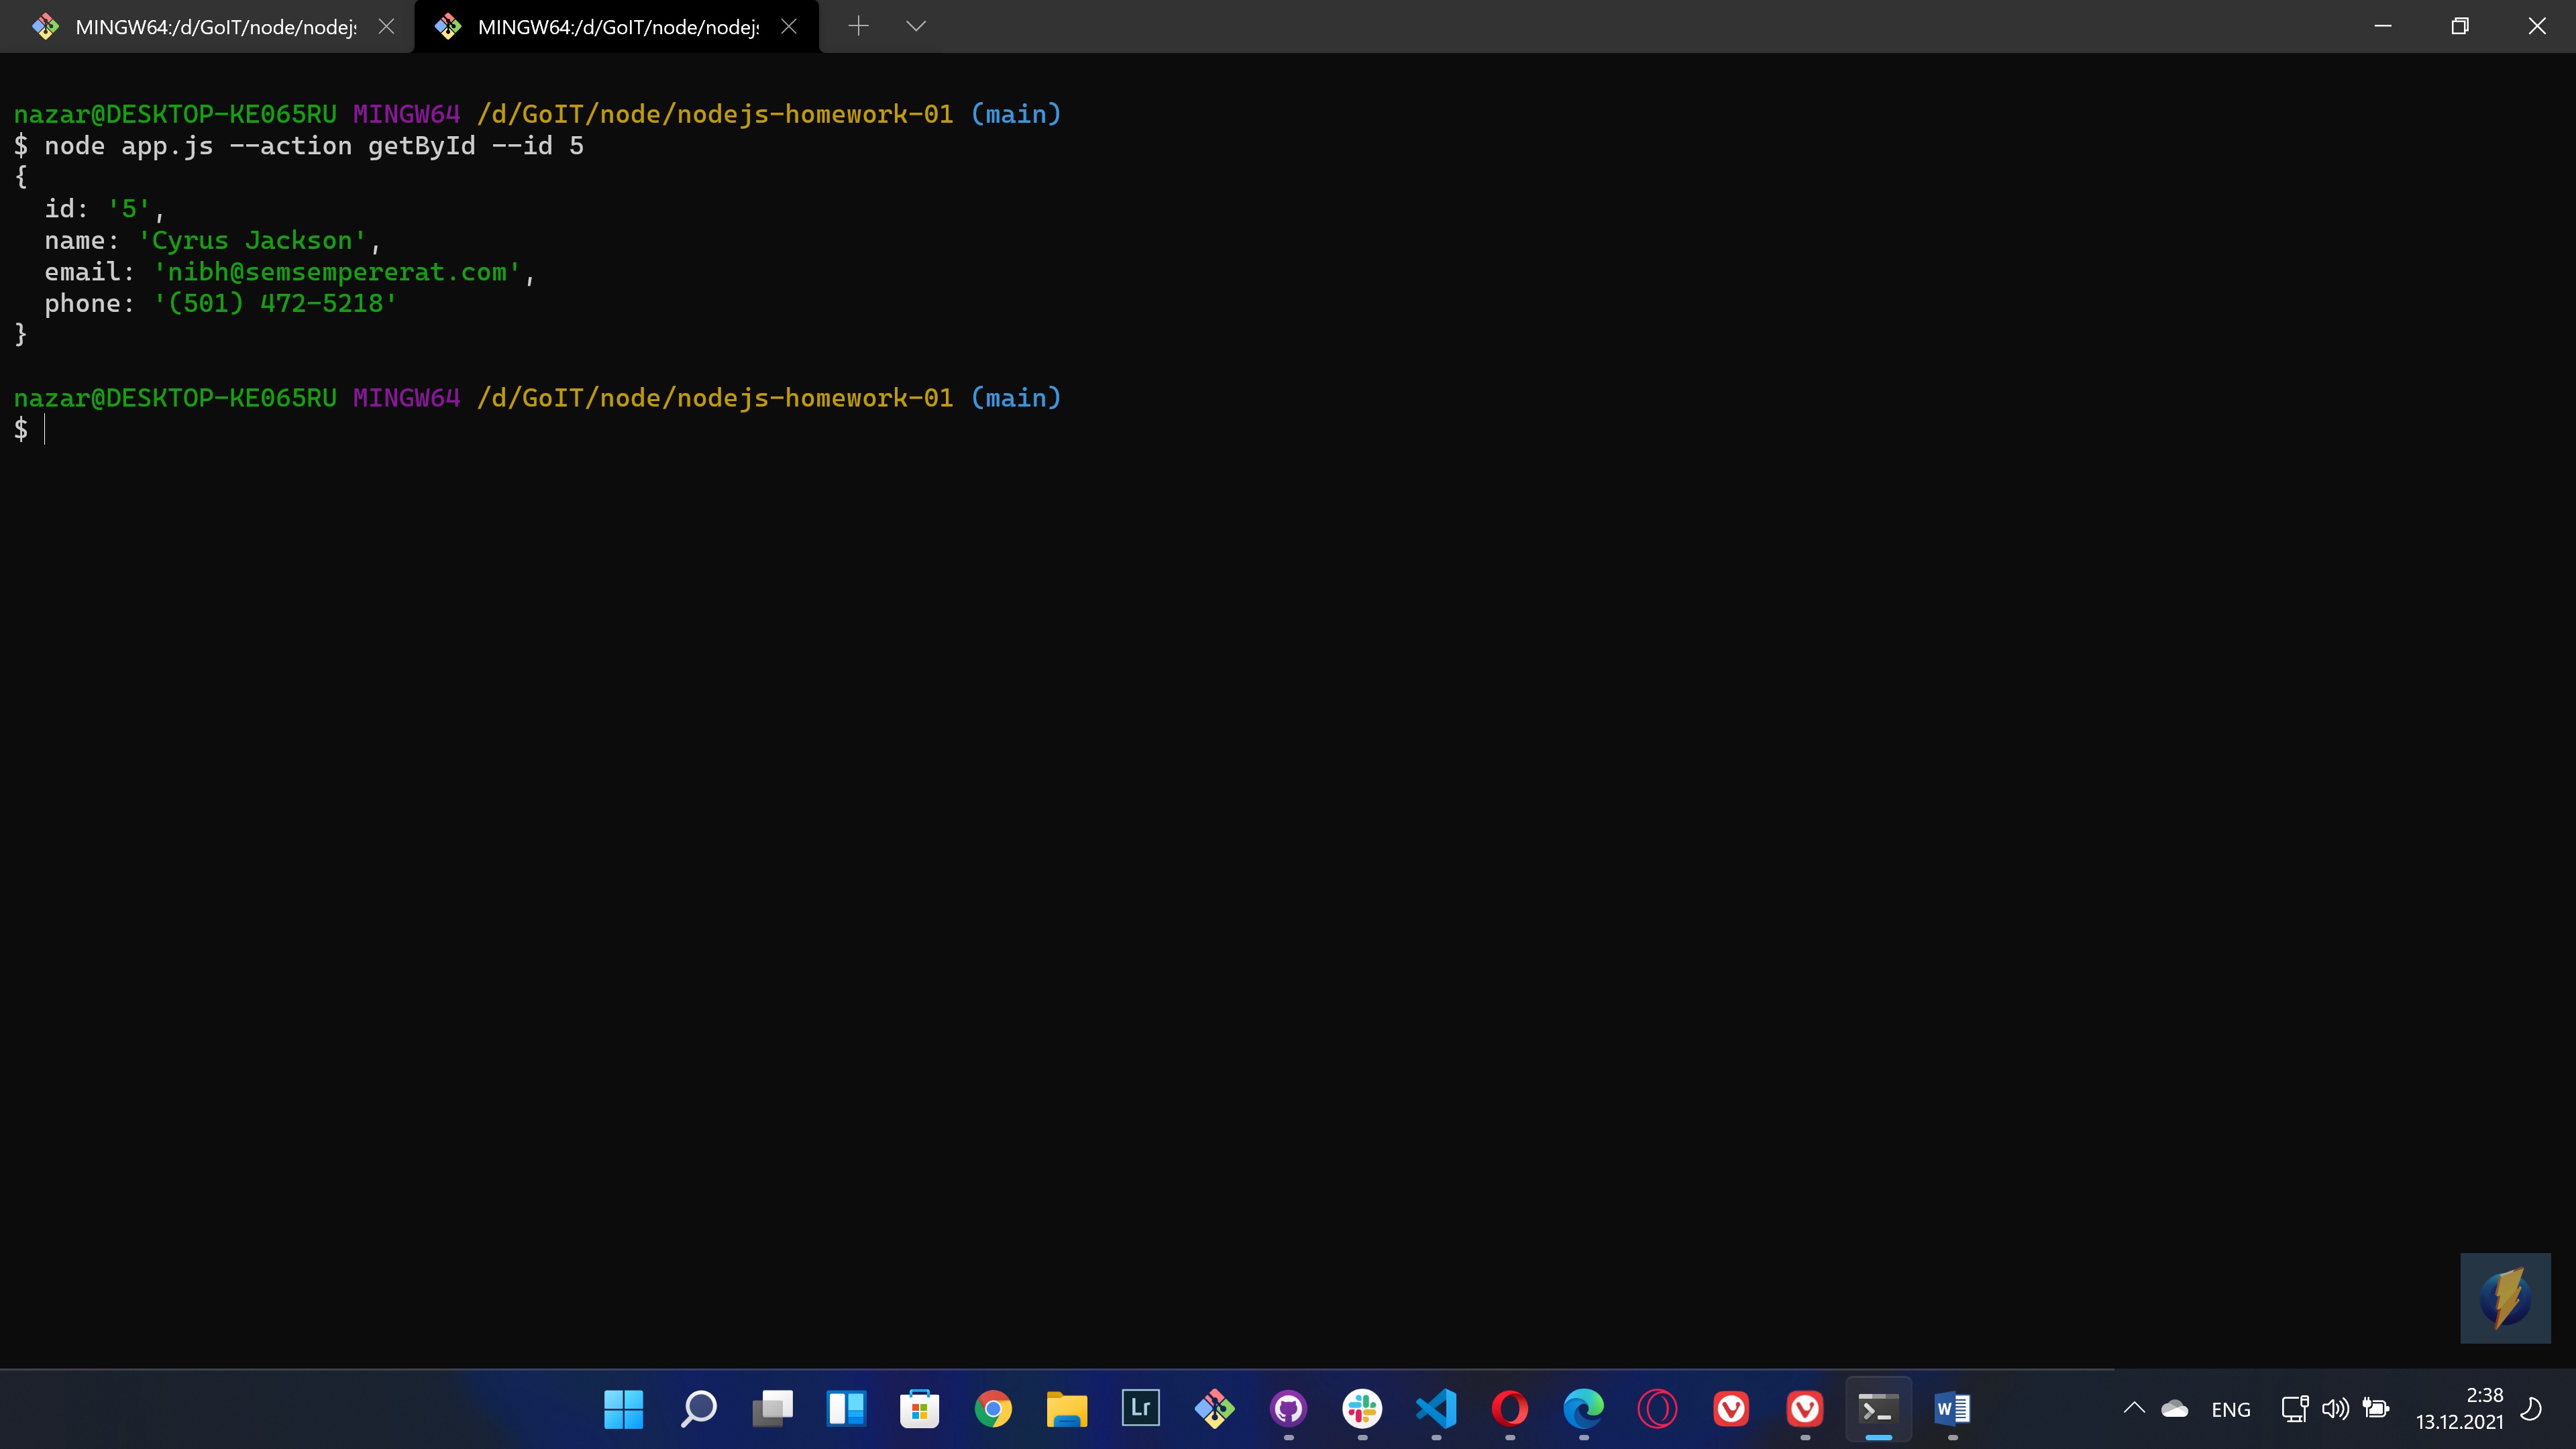 MINGW64:/d/GoIT/node/nodejs
MINGW64:/d/GoIT/node/nodejs
nazar@DESKTOP-KE065RU MINGW64 /d/GoIT/node/nodejs-homework-01 (main)
$ node app.js --action getById --id 5
{
  id: '5',
  name: 'Cyrus Jackson',
  email: 'nibh@semsempererat.com',
  phone: '(501) 472-5218'
}
nazar@DESKTOP-KE065RU MINGW64 /d/GoIT/node/nodejs-homework-01 (main)
$
Lr
W
ENG
2:38
13.12.2021